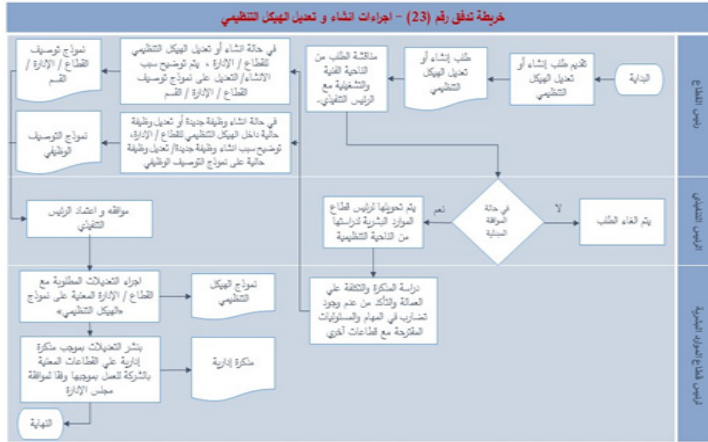 خريطة تدفق رقم (23) – اجراءات انشاء و تعديل الهيكل التنظيمي
رئيس القطاع
البداية
تقديم طلب إنشاء أو
تعديل الهيكل
التنظيمي
طلب إنشاء أو
تعديل الهيكل
التنظيمي
مناقشة الطلب من
الناحية الفنية
والتشغيلية مع
الرئيس التنفيذي.
في حالة انشاء أو تعديل الهيكل التنظيمي
للقطاع / الإدارة ، يتم توضيح سبب
الانشاء/التعديل على نموذج توصيف
القطاع / الإدارة / القسم
نموذج توصيف
القطاع / الإدارة /
القسم
في حالة انشاء وظيفة جديدة أو تعديل وظيفة
حالية داخل الهيكل التنظيمي للقطاع / الإدارة،
توضيح سبب انشاء وظيفة جديدة/ تعديل وظيفة
حالية على نموذج التوصيف الوظيفي
نموذج التوصيف
الوظيفي
الرئيس التنفيذي
في حالة
الموافقة
المبدئية
لا
يتم الغاء الطلب
نعم
يتم تحويلها لرئيس قطاع
الموارد البشرية لدراستها
من الناحية التنظيمية
موافقه و اعتماد الرئيس
التنفيذي
لرئيس قطاع الموارد البشرية
دراسة المذكرة والتكلفة علي
العمالة والتأكد من عدم وجود
تضارب في المهام والمسئوليات
المقترحة مع قطاعات آخرى
اجراء التعديلات المطلوبة مع
القطاع / الإدارة المعنية على نموذج
«الهيكل التنظيمي»
نموذج الهيكل
التنظيمي
ينشر التعديلات بموجب مذكرة
إدارية علي القطاعات المعنية
بالشركة للعمل بموجبها وفقا لموافقة
مجلس الإدارة
مذكرة إدارية
النهاية